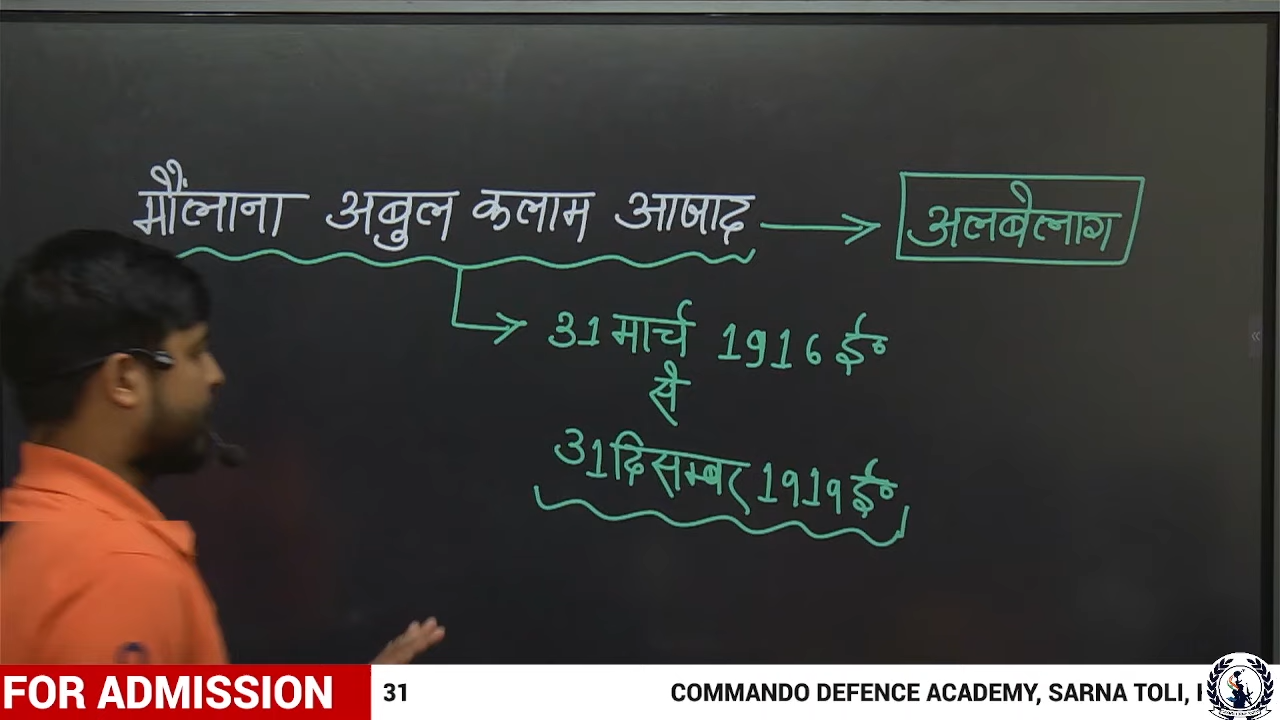 मौंलाना अबुल कलाम आजाद → अलबेलाग
→ 31 मार्च 1916 ई०
से
31 दिसम्बर 1919 ई०
FOR ADMISSION 31 COMMANDO DEFENCE ACADEMY, SARNA TOLI,